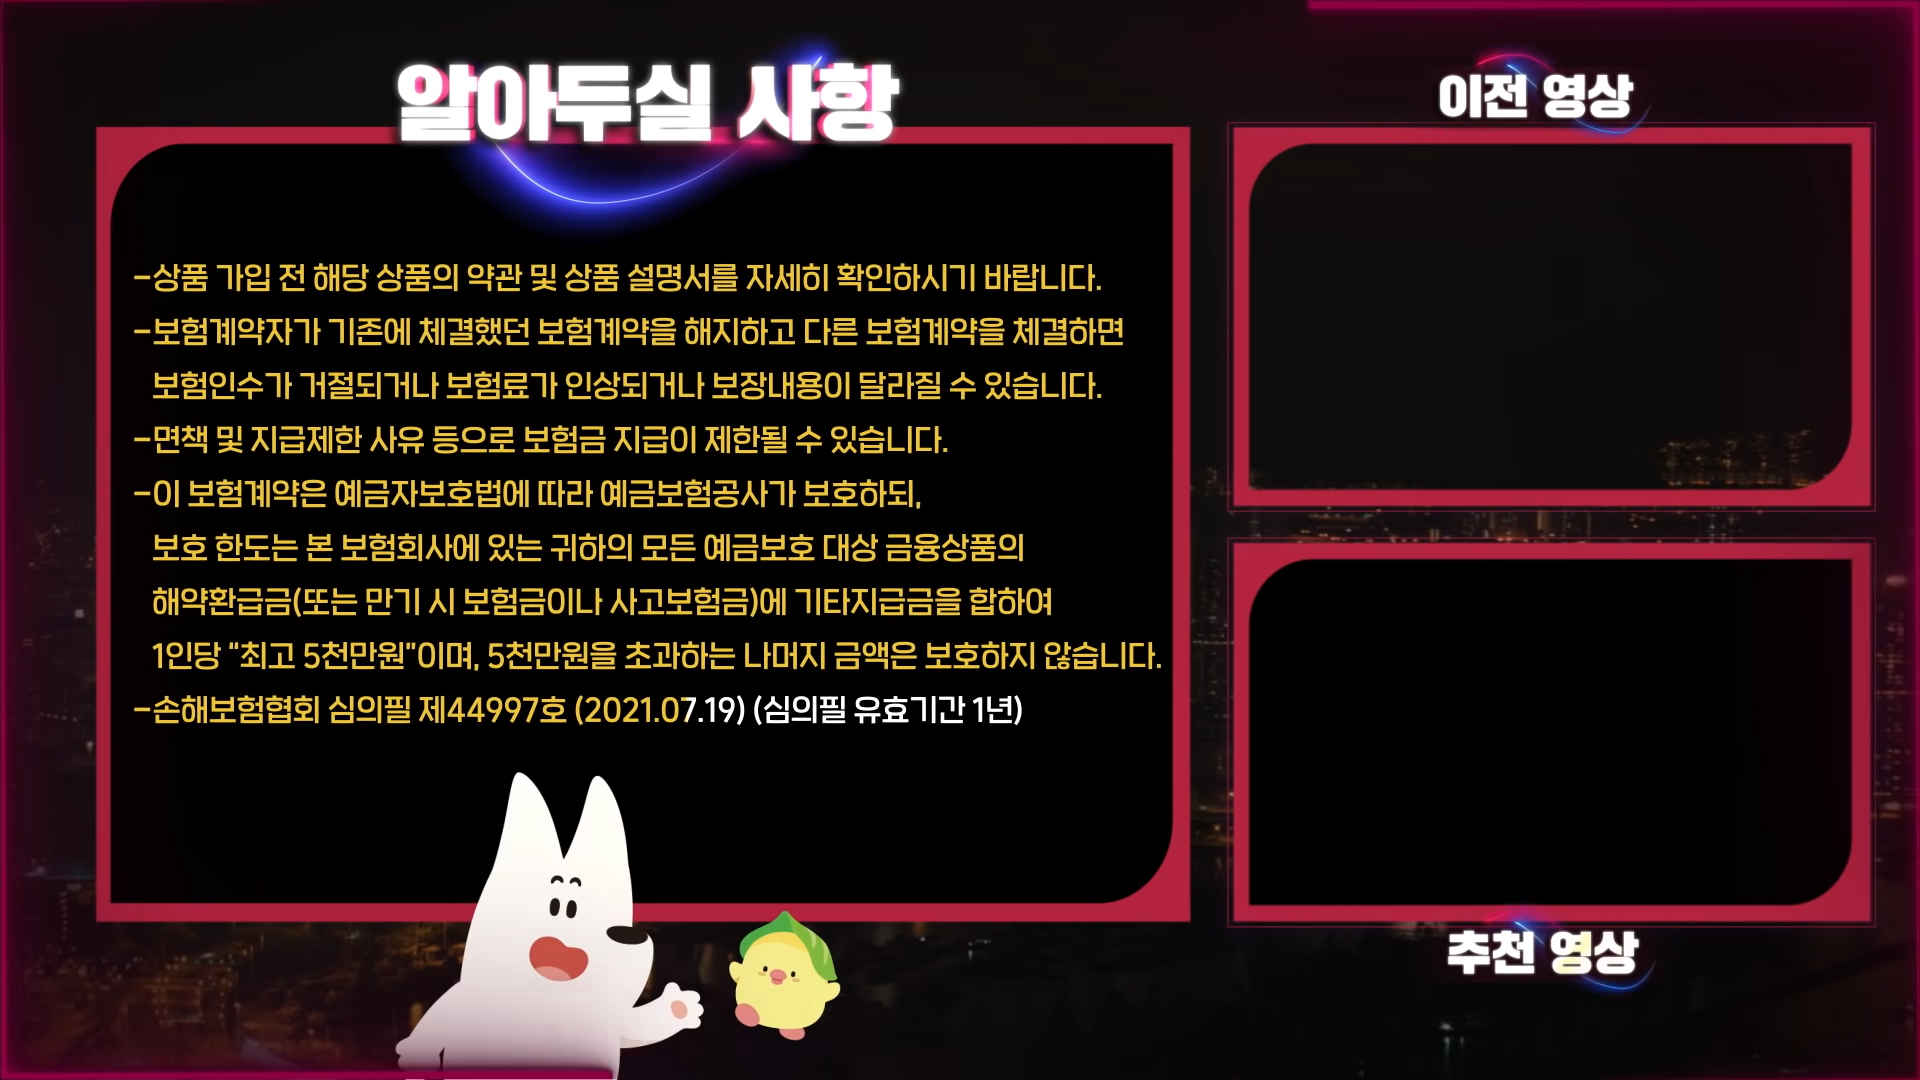 알아두실 사항
-상품 가입 전 해당 상품의 약관 및 상품 설명서를 자세히 확인하시기 바랍니다.
-보험계약자가 기존에 체결했던 보험계약을 해지하고 다른 보험계약을 체결하면
보험인수가 거절되거나 보험료가 인상되거나 보장내용이 달라질 수 있습니다.
-면책 및 지급제한 사유 등으로 보험금 지급이 제한될 수 있습니다.
-이 보험계약은 예금자보호법에 따라 예금보험공사가 보호하되,
보호 한도는 본 보험회사에 있는 귀하의 모든 예금보호 대상 금융상품의
해약환급금(또는 만기 시 보험금이나 사고보험금)에 기타지급금을 합하여
1인당 “최고 5천만원”이며, 5천만원을 초과하는 나머지 금액은 보호하지 않습니다.
-손해보험협회 심의필 제44997호 (2021.07.19) (심의필 유효기간 1년)
이전 영상
추천 영상